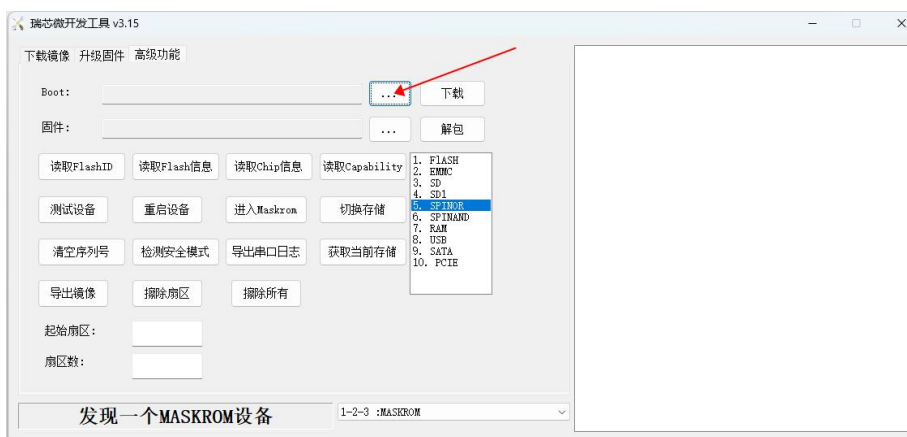 瑞芯微开发工具 v3.15
下载镜像 升级固件 高级功能
Boot: ... 下载
固件: ... 解包
读取FlashID 读取Flash信息 读取Chip信息 读取Capability
测试设备 重启设备 进入Maskrom 切换存储
清空序列号 检测安全模式 导出串口日志 获取当前存储
导出镜像 擦除扇区 擦除所有
1. FlASH
2. EMMC
3. SD
4. SD1
5. SPINOR
6. SPINAND
7. RAM
8. USB
9. SATA
10. PCIE
起始扇区:
扇区数:
发现一个MASKROM设备 1-2-3 :MASKROM